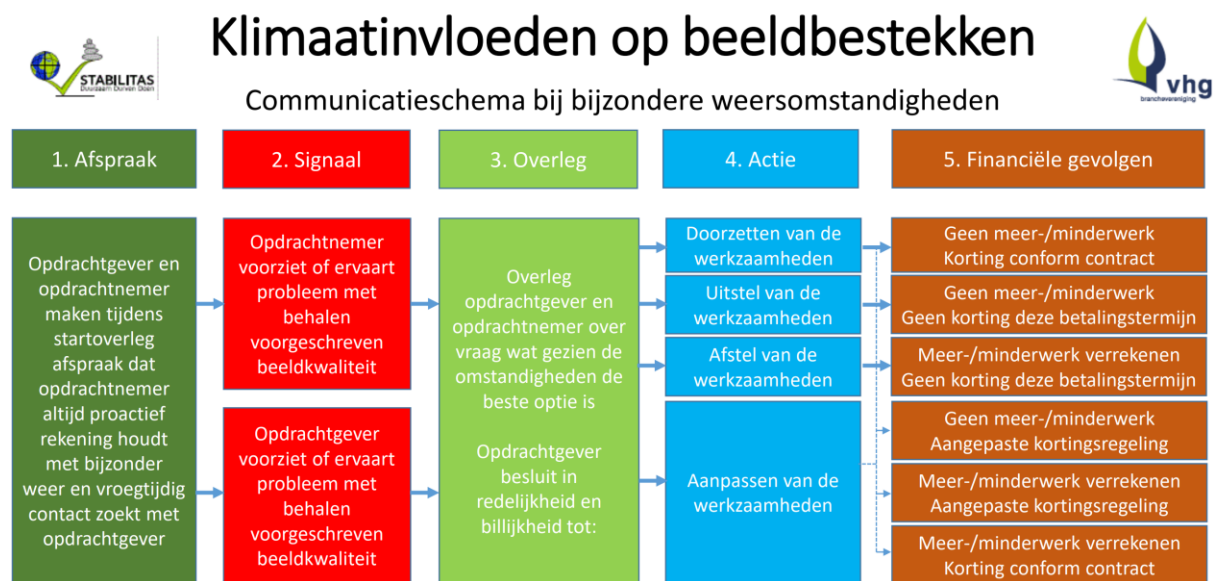 Klimaatinvloeden op beeldbestekken
STABILITAS
Duurzaam Durven Doen
vhg
branchevereniging
Communicatieschema bij bijzondere weersomstandigheden
1. Afspraak
2. Signaal
3. Overleg
4. Actie
5. Financiële gevolgen
Opdrachtgever en
opdrachtnemer
maken tijdens
startoverleg
afspraak dat
opdrachtnemer
altijd proactief
rekening houdt
met bijzonder
weer en vroegtijdig
contact zoekt met
opdrachtgever
Opdrachtnemer
voorziet of ervaart
probleem met
behalen
voorgeschreven
beeldkwaliteit
Opdrachtgever
voorziet of ervaart
probleem met
behalen
voorgeschreven
beeldkwaliteit
Overleg
opdrachtgever en
opdrachtnemer over
vraag wat gezien de
omstandigheden de
beste optie is
Opdrachtgever
besluit in
redelijkheid en
billijkheid tot:
Doorzetten van de
werkzaamheden
Uitstel van de
werkzaamheden
Afstel van de
werkzaamheden
Aanpassen van de
werkzaamheden
Geen meer-/minderwerk
Korting conform contract
Geen meer-/minderwerk
Geen korting deze betalingstermijn
Meer-/minderwerk verrekenen
Geen korting deze betalingstermijn
Geen meer-/minderwerk
Aangepaste kortingsregeling
Meer-/minderwerk verrekenen
Aangepaste kortingsregeling
Meer-/minderwerk verrekenen
Korting conform contract